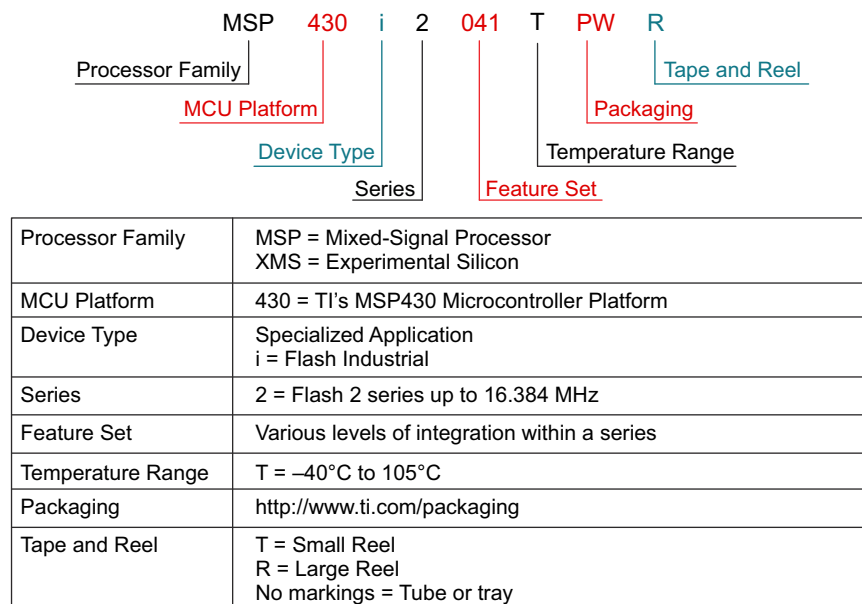 MSP 430 i 2 041 T PW R
Processor Family Tape and Reel
MCU Platform Packaging
Device Type Temperature Range
Series Feature Set
Processor Family MSP = Mixed-Signal Processor
XMS = Experimental Silicon
MCU Platform 430 = TI’s MSP430 Microcontroller Platform
Device Type Specialized Application
i = Flash Industrial
Series 2 = Flash 2 series up to 16.384 MHz
Feature Set Various levels of integration within a series
Temperature Range T = –40°C to 105°C
Packaging http://www.ti.com/packaging
Tape and Reel T = Small Reel
R = Large Reel
No markings = Tube or tray